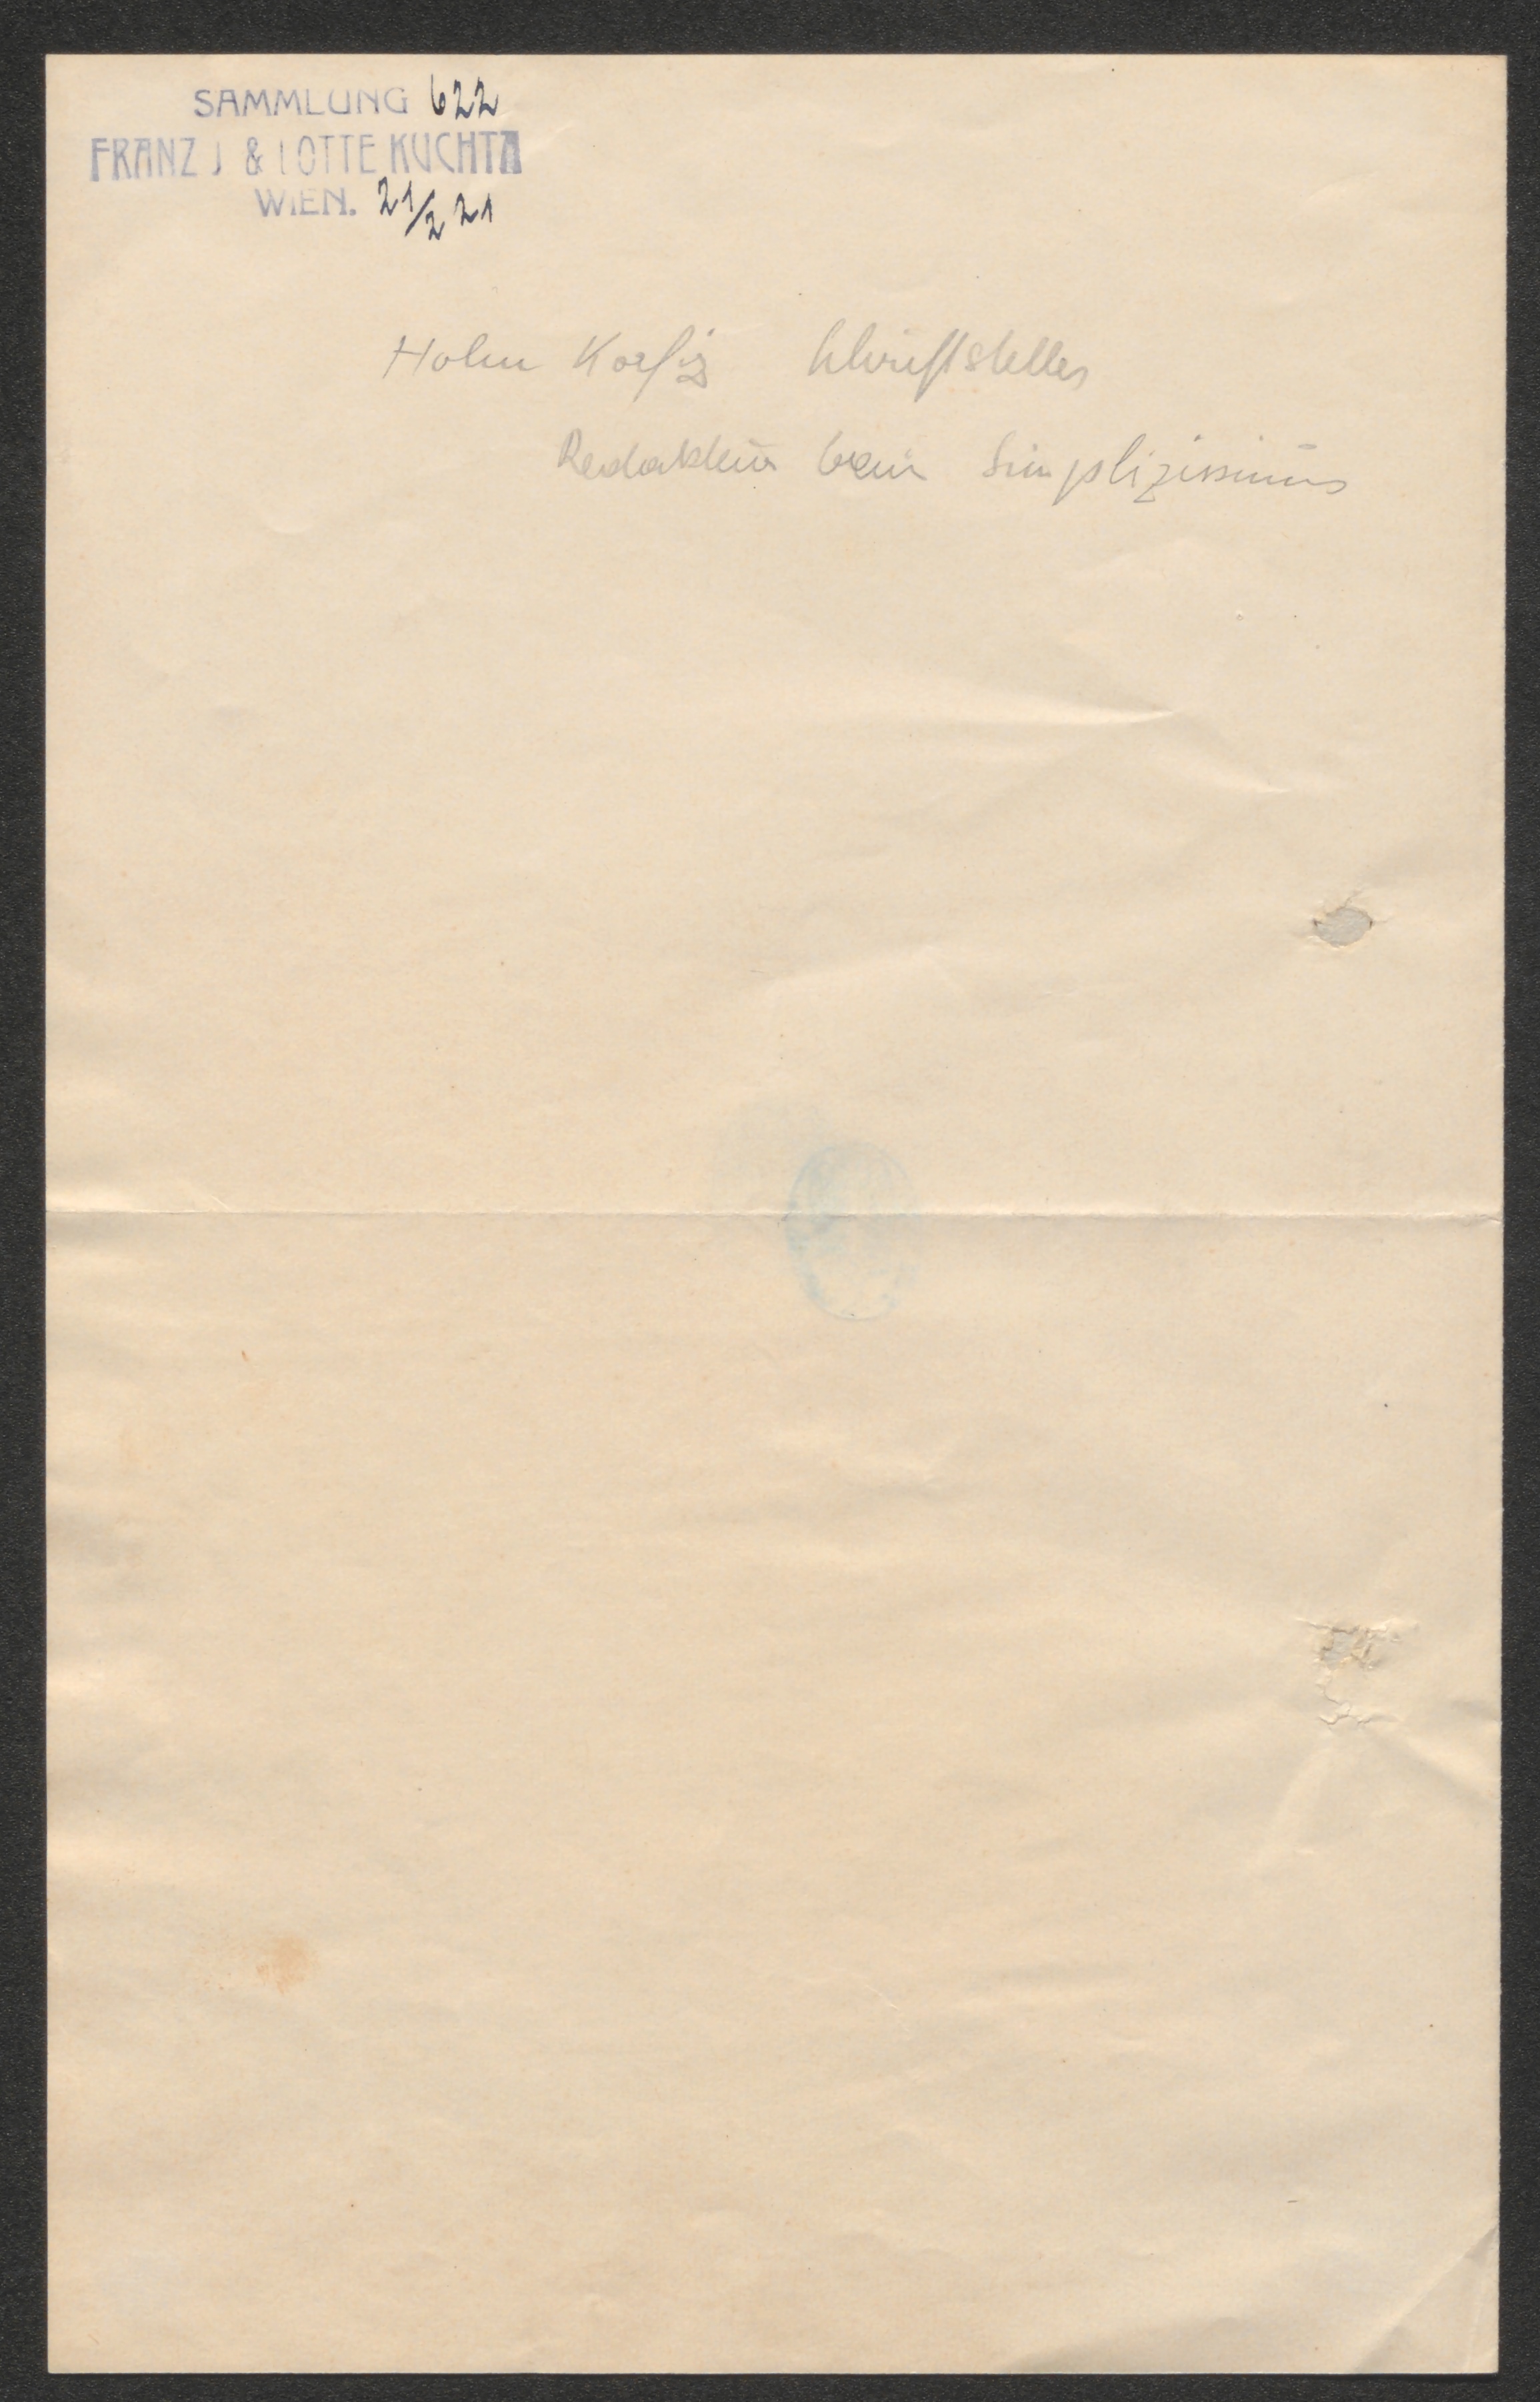 SAMMLUNG 622
FRANZ J & LOTTE KUCHTA
WIEN. 21/2 21
Holm Korfiz Schriftsteller
Redakteur beim Simplizissimus